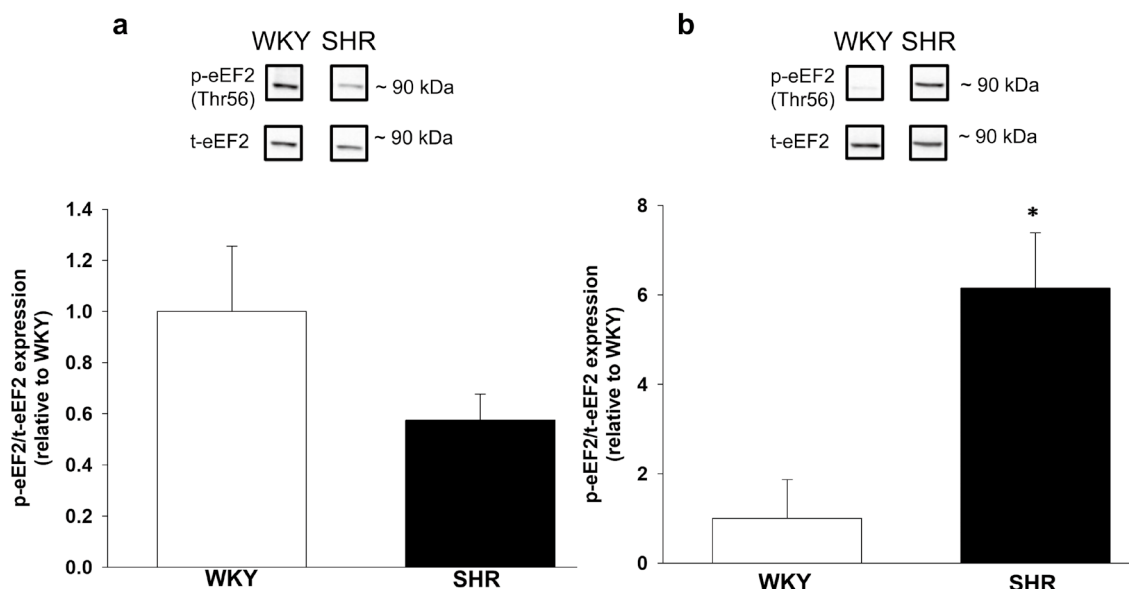 a
WKY SHR
p-eEF2
(Thr56)
~ 90 kDa
t-eEF2
~ 90 kDa
p-eEF2/t-eEF2 expression
(relative to WKY)
1.4
1.2
1.0
0.8
0.6
0.4
0.2
0.0
WKY
SHR
b
WKY SHR
p-eEF2
(Thr56)
~ 90 kDa
t-eEF2
~ 90 kDa
p-eEF2/t-eEF2 expression
(relative to WKY)
8
6
4
2
0
*
WKY
SHR